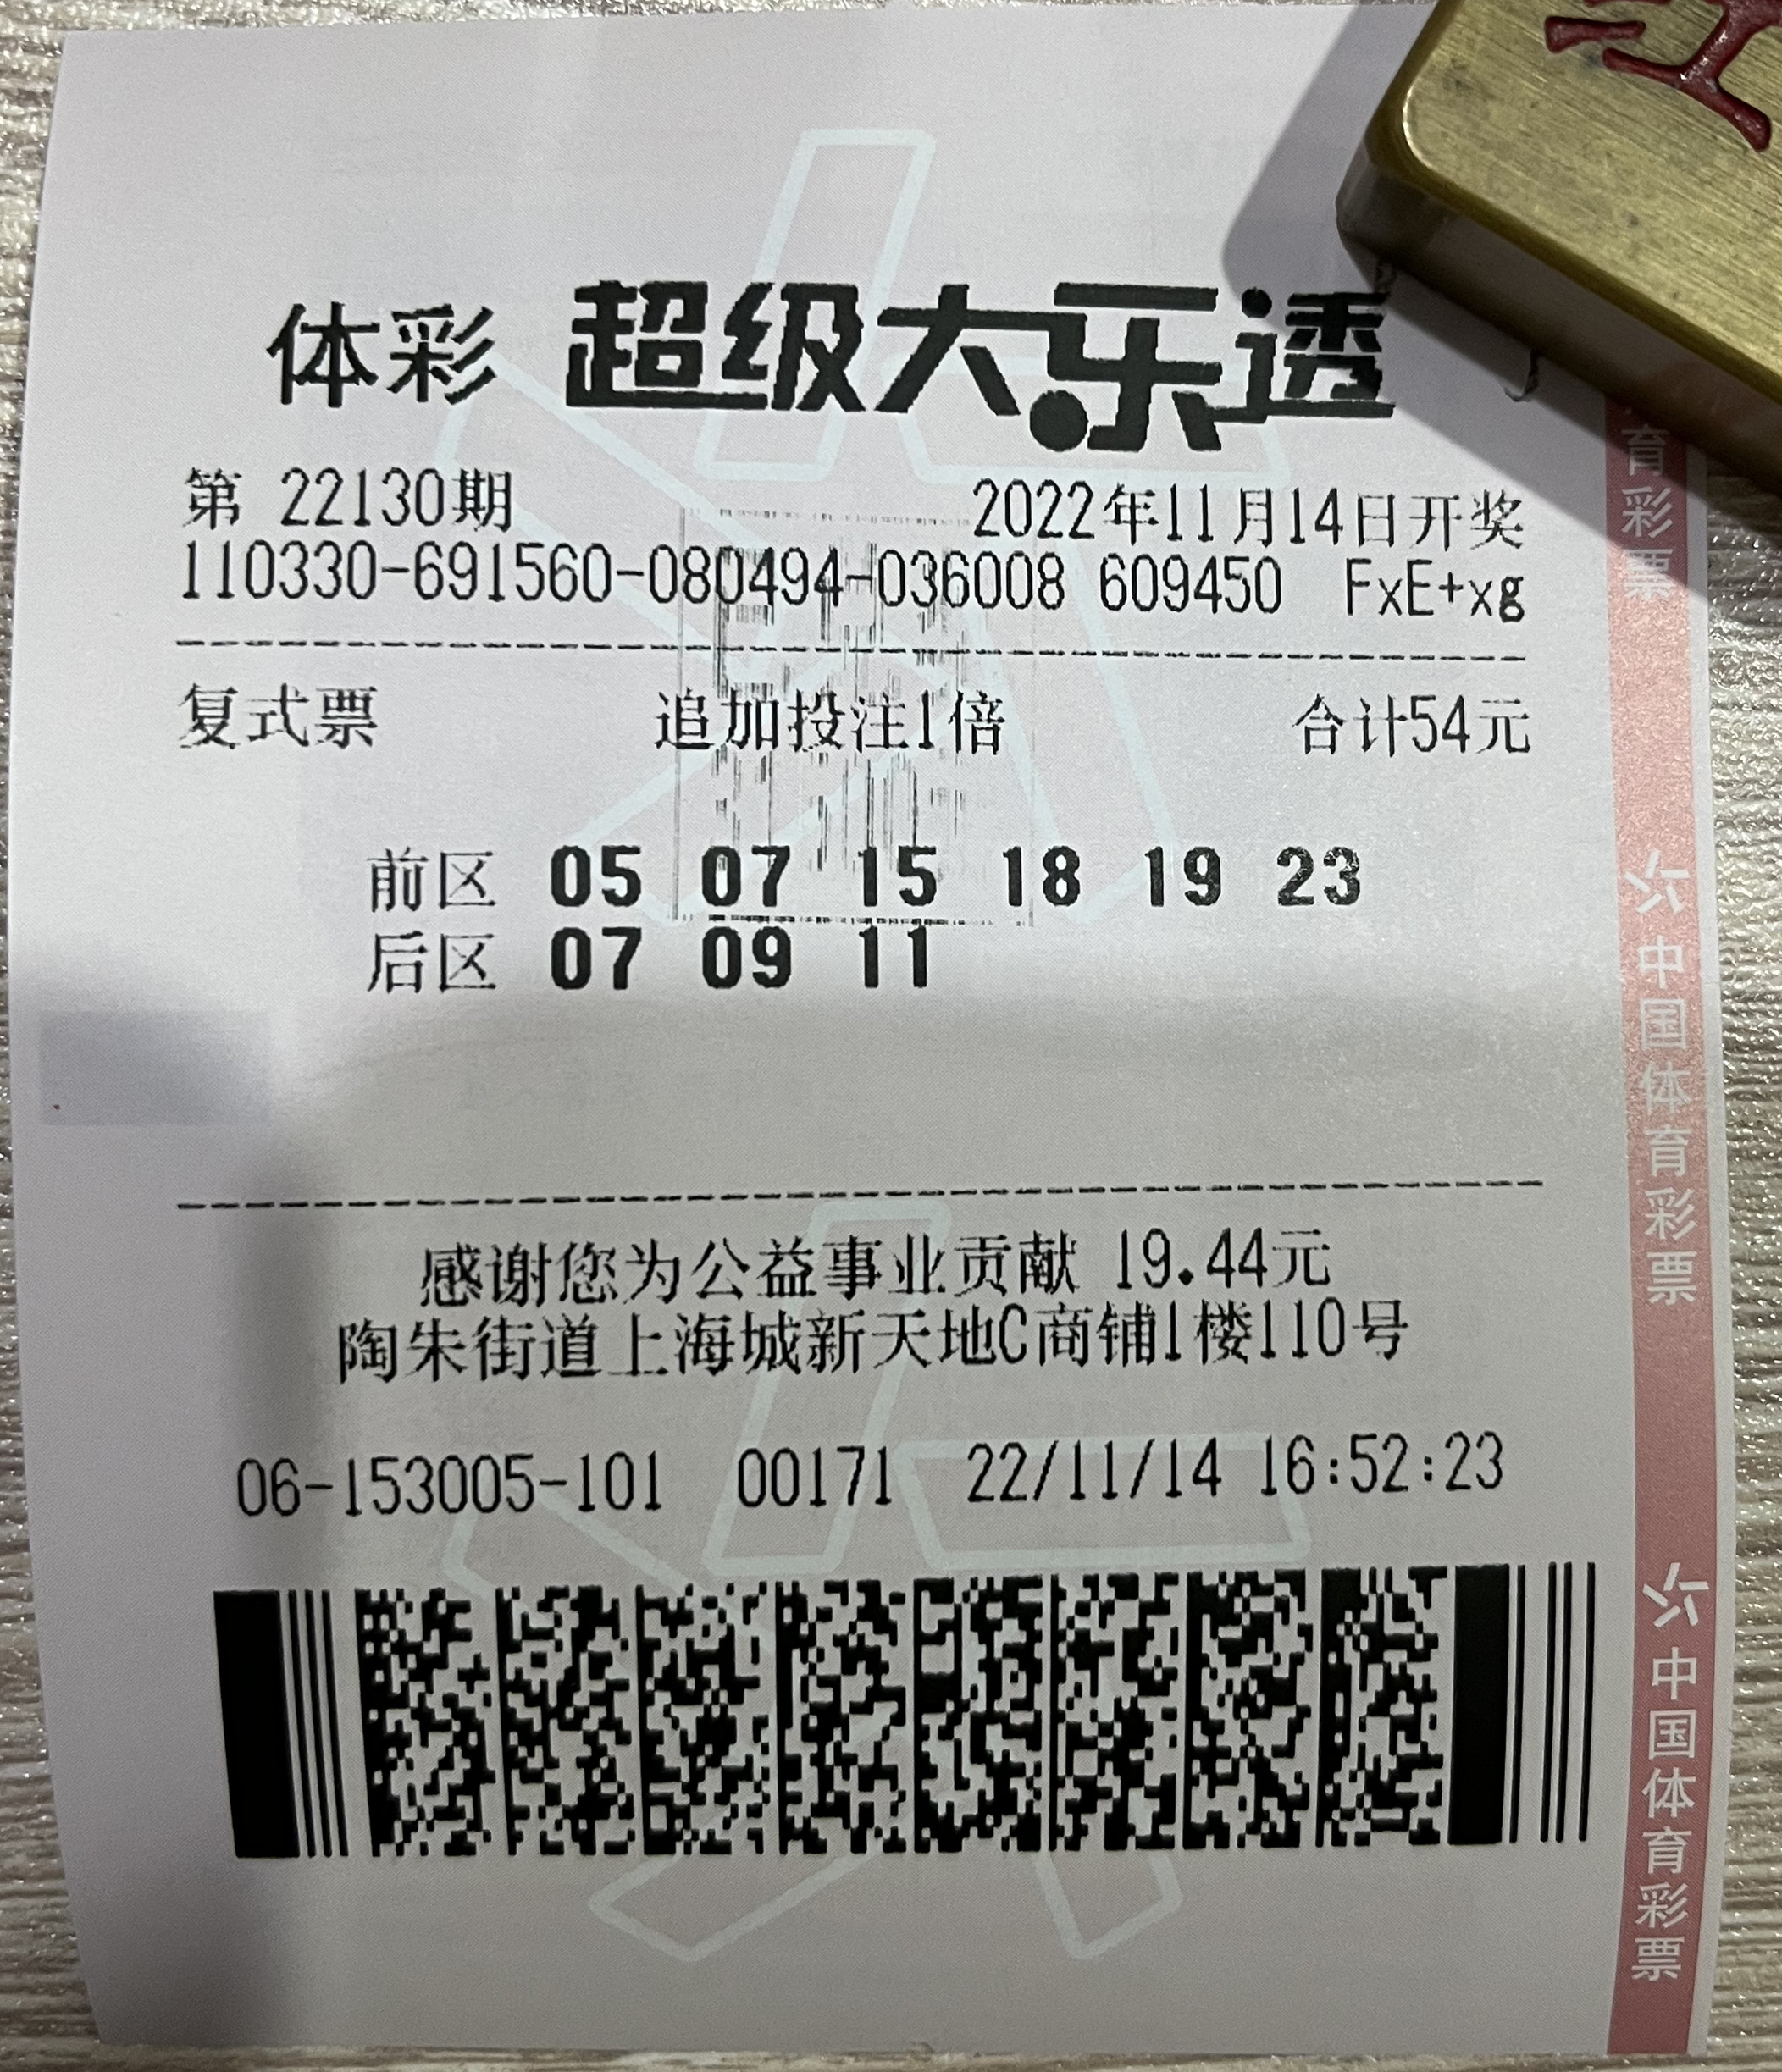 体彩 超级大乐透
第 22130期 2022年11月14日开奖
110330-691560-080494-036008 609450 FxE+xg
复式票 追加投注1倍 合计54元
前区 05 07 15 18 19 23
后区 07 09 11
感谢您为公益事业贡献 19.44元
陶朱街道上海城新天地C商铺1楼110号
06-153005-101 00171 22/11/14 16:52:23
育彩票
中国体育彩票
中国体育彩票